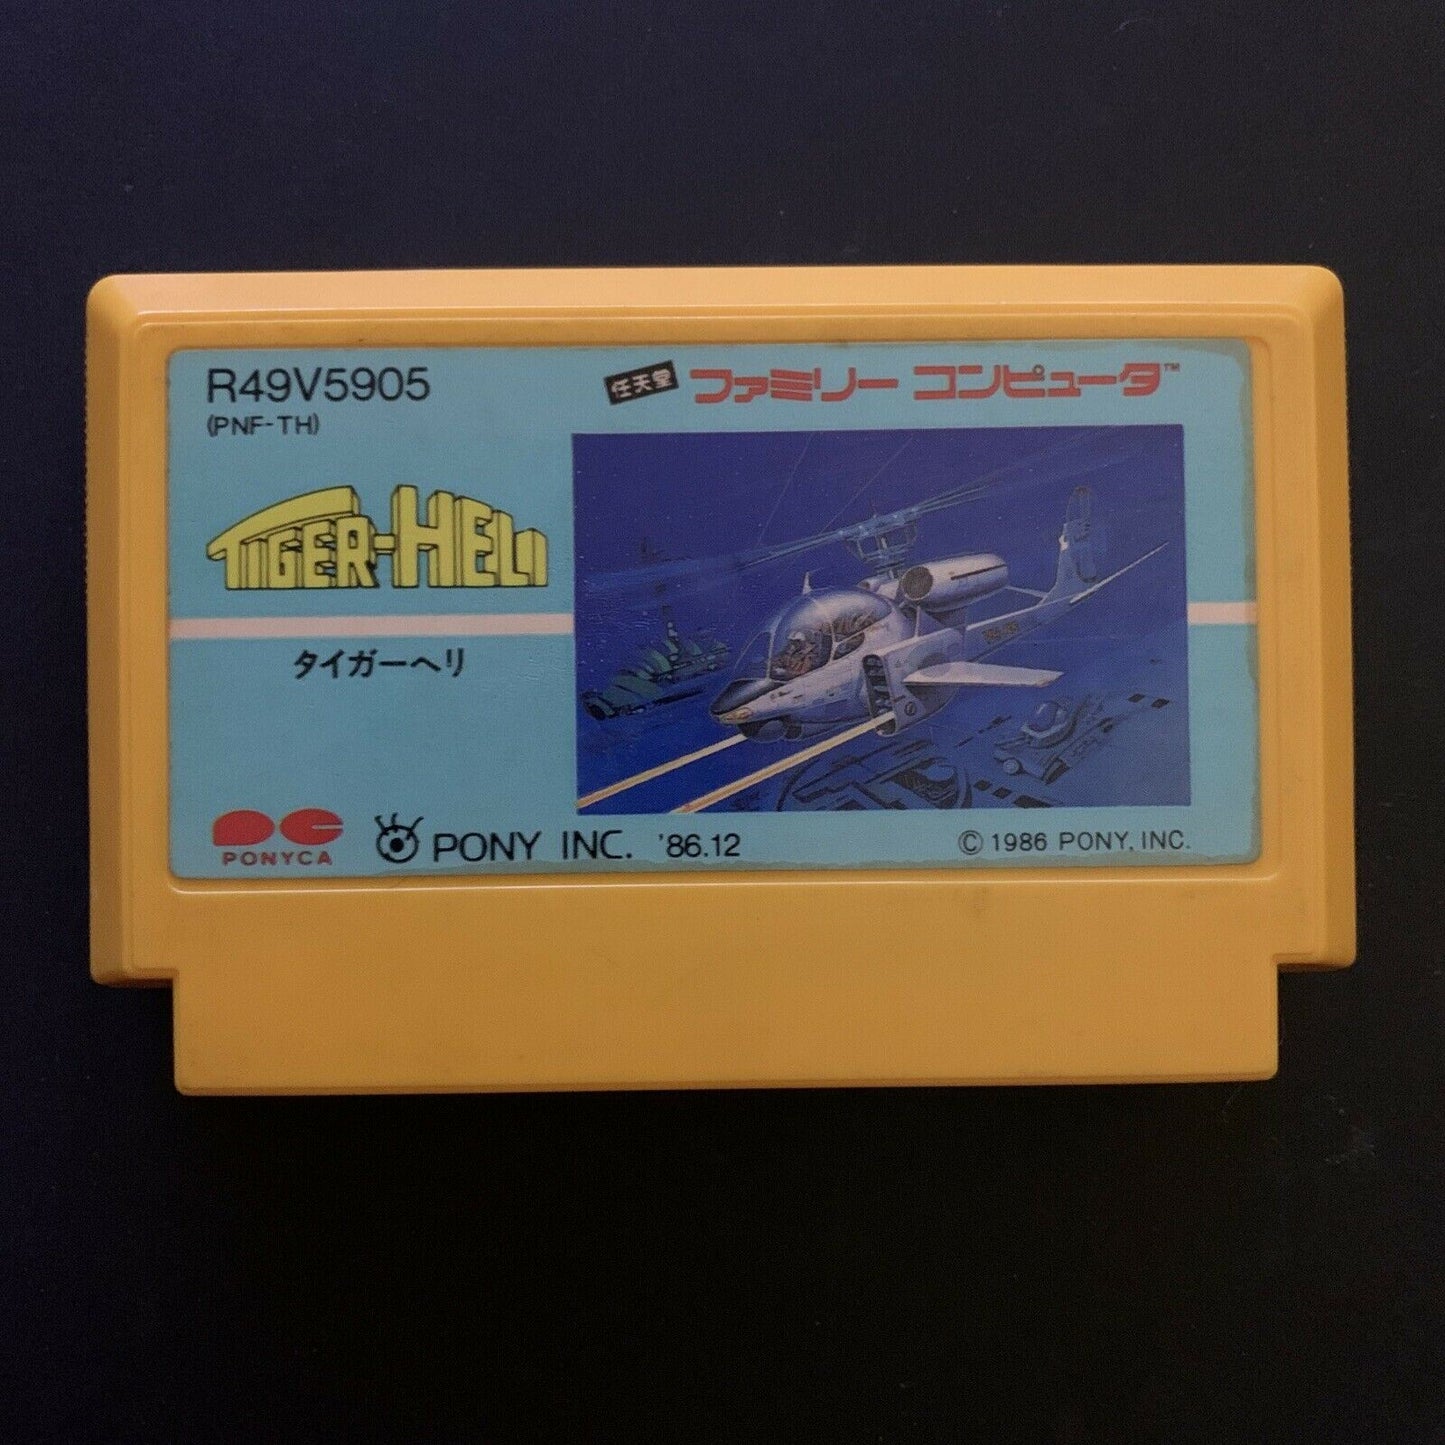 R49V5905
(PNF-TH)
任天堂 ファミリー コンピュータ™
TIGER-HELI
タイガーヘリ
PONYCA
PONY INC. '86.12
© 1986 PONY, INC.